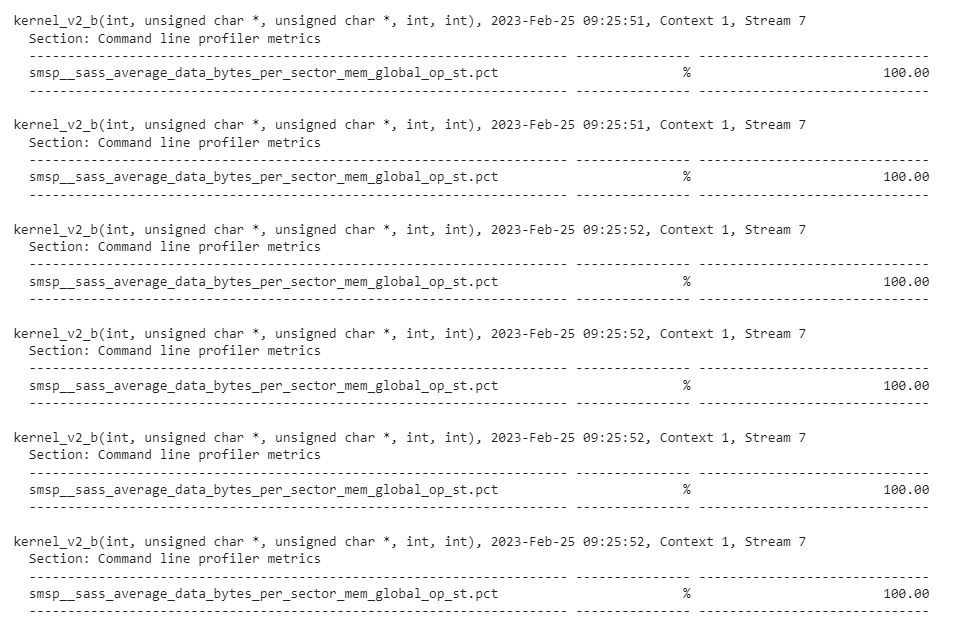 kernel_v2_b(int, unsigned char *, unsigned char *, int, int), 2023-Feb-25 09:25:51, Context 1, Stream 7
Section: Command line profiler metrics
---------------------------------------------------------------------- --------------- ------------------------------
smsp__sass_average_data_bytes_per_sector_mem_global_op_st.pct % 100.00
---------------------------------------------------------------------- --------------- ------------------------------
kernel_v2_b(int, unsigned char *, unsigned char *, int, int), 2023-Feb-25 09:25:51, Context 1, Stream 7
Section: Command line profiler metrics
---------------------------------------------------------------------- --------------- ------------------------------
smsp__sass_average_data_bytes_per_sector_mem_global_op_st.pct % 100.00
---------------------------------------------------------------------- --------------- ------------------------------
kernel_v2_b(int, unsigned char *, unsigned char *, int, int), 2023-Feb-25 09:25:52, Context 1, Stream 7
Section: Command line profiler metrics
---------------------------------------------------------------------- --------------- ------------------------------
smsp__sass_average_data_bytes_per_sector_mem_global_op_st.pct % 100.00
---------------------------------------------------------------------- --------------- ------------------------------
kernel_v2_b(int, unsigned char *, unsigned char *, int, int), 2023-Feb-25 09:25:52, Context 1, Stream 7
Section: Command line profiler metrics
---------------------------------------------------------------------- --------------- ------------------------------
smsp__sass_average_data_bytes_per_sector_mem_global_op_st.pct % 100.00
---------------------------------------------------------------------- --------------- ------------------------------
kernel_v2_b(int, unsigned char *, unsigned char *, int, int), 2023-Feb-25 09:25:52, Context 1, Stream 7
Section: Command line profiler metrics
---------------------------------------------------------------------- --------------- ------------------------------
smsp__sass_average_data_bytes_per_sector_mem_global_op_st.pct % 100.00
---------------------------------------------------------------------- --------------- ------------------------------
kernel_v2_b(int, unsigned char *, unsigned char *, int, int), 2023-Feb-25 09:25:52, Context 1, Stream 7
Section: Command line profiler metrics
---------------------------------------------------------------------- --------------- ------------------------------
smsp__sass_average_data_bytes_per_sector_mem_global_op_st.pct % 100.00
---------------------------------------------------------------------- --------------- ------------------------------